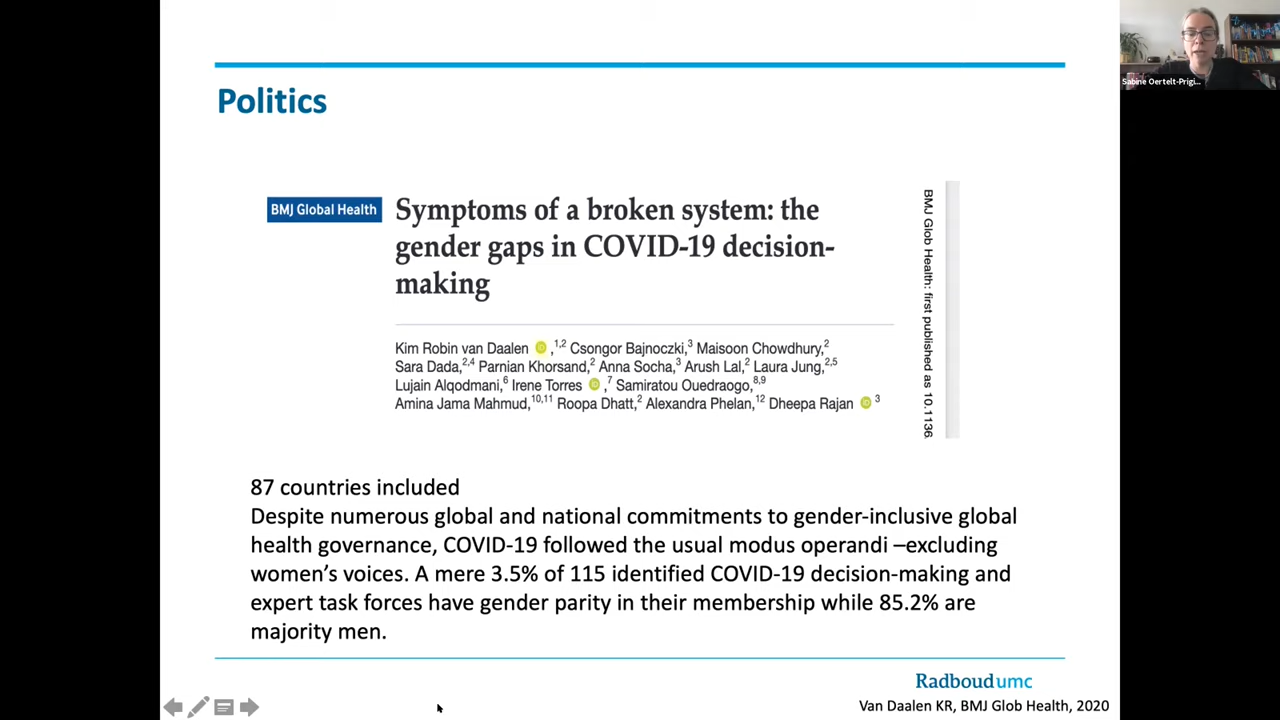 Sabine Oertelt-Prigi...
Politics
BMJ Global Health
Symptoms of a broken system: the
gender gaps in COVID-19 decision-
making
Kim Robin van Daalen ,1,2 Csongor Bajnoczki,3 Maisoon Chowdhury,2
Sara Dada,2,4 Parnian Khorsand,2 Anna Socha,3 Arush Lal,2 Laura Jung,2,5
Lujain Alqodmani,6 Irene Torres ,7 Samiratou Ouedraogo,8,9
Amina Jama Mahmud,10,11 Roopa Dhatt,2 Alexandra Phelan,12 Dheepa Rajan 3
BMJ Glob Health: first published as 10.1136
87 countries included
Despite numerous global and national commitments to gender-inclusive global
health governance, COVID-19 followed the usual modus operandi –excluding
women’s voices. A mere 3.5% of 115 identified COVID-19 decision-making and
expert task forces have gender parity in their membership while 85.2% are
majority men.
Radboudumc
Van Daalen KR, BMJ Glob Health, 2020